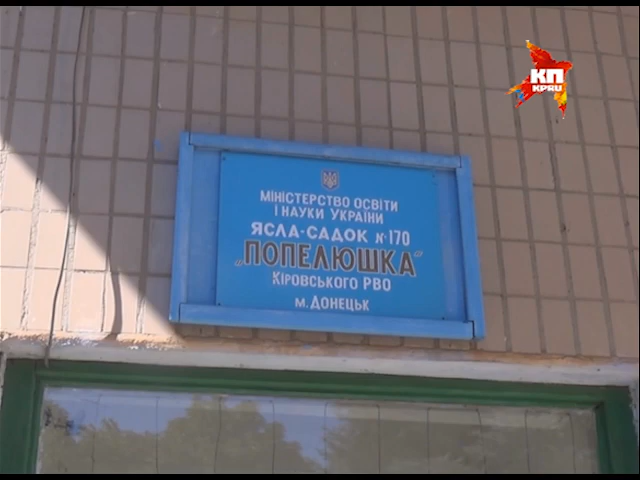 КП
KP.RU
МІНІСТЕРСТВО ОСВІТИ
І НАУКИ УКРАЇНИ
ЯСЛА-САДОК №170
„ПОПЕЛЮШКА"
КІРОВСЬКОГО РВО
М. ДОНЕЦЬК